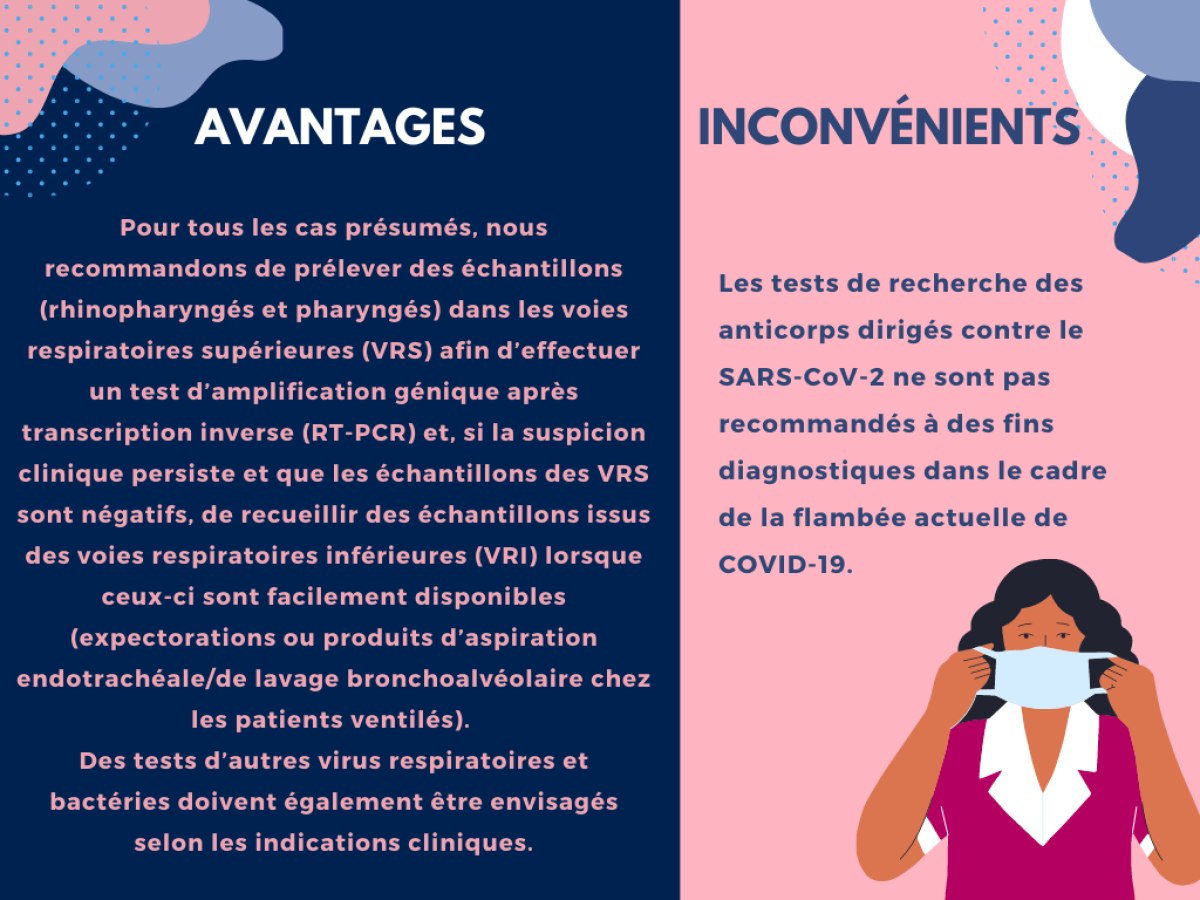 AVANTAGES
Pour tous les cas présumés, nous
recommandons de prélever des échantillons
(rhinopharyngés et pharyngés) dans les voies
respiratoires supérieures (VRS) afin d'effectuer
un test d'amplification génique après
transcription inverse (RT-PCR) et, si la suspicion
clinique persiste et que les échantillons des VRS
sont négatifs, de recueillir des échantillons issus
des voies respiratoires inférieures (VRI) lorsque
ceux-ci sont facilement disponibles
(expectorations ou produits d'aspiration
endotrachéale/de lavage bronchoalvéolaire chez
les patients ventilés).
Des tests d'autres virus respiratoires et
bactéries doivent également être envisagés
selon les indications cliniques.
INCONVÉNIENTS
Les tests de recherche des
anticorps dirigés contre le
SARS-CoV-2 ne sont pas
recommandés à des fins
diagnostiques dans le cadre
de la flambée actuelle de
COVID-19.